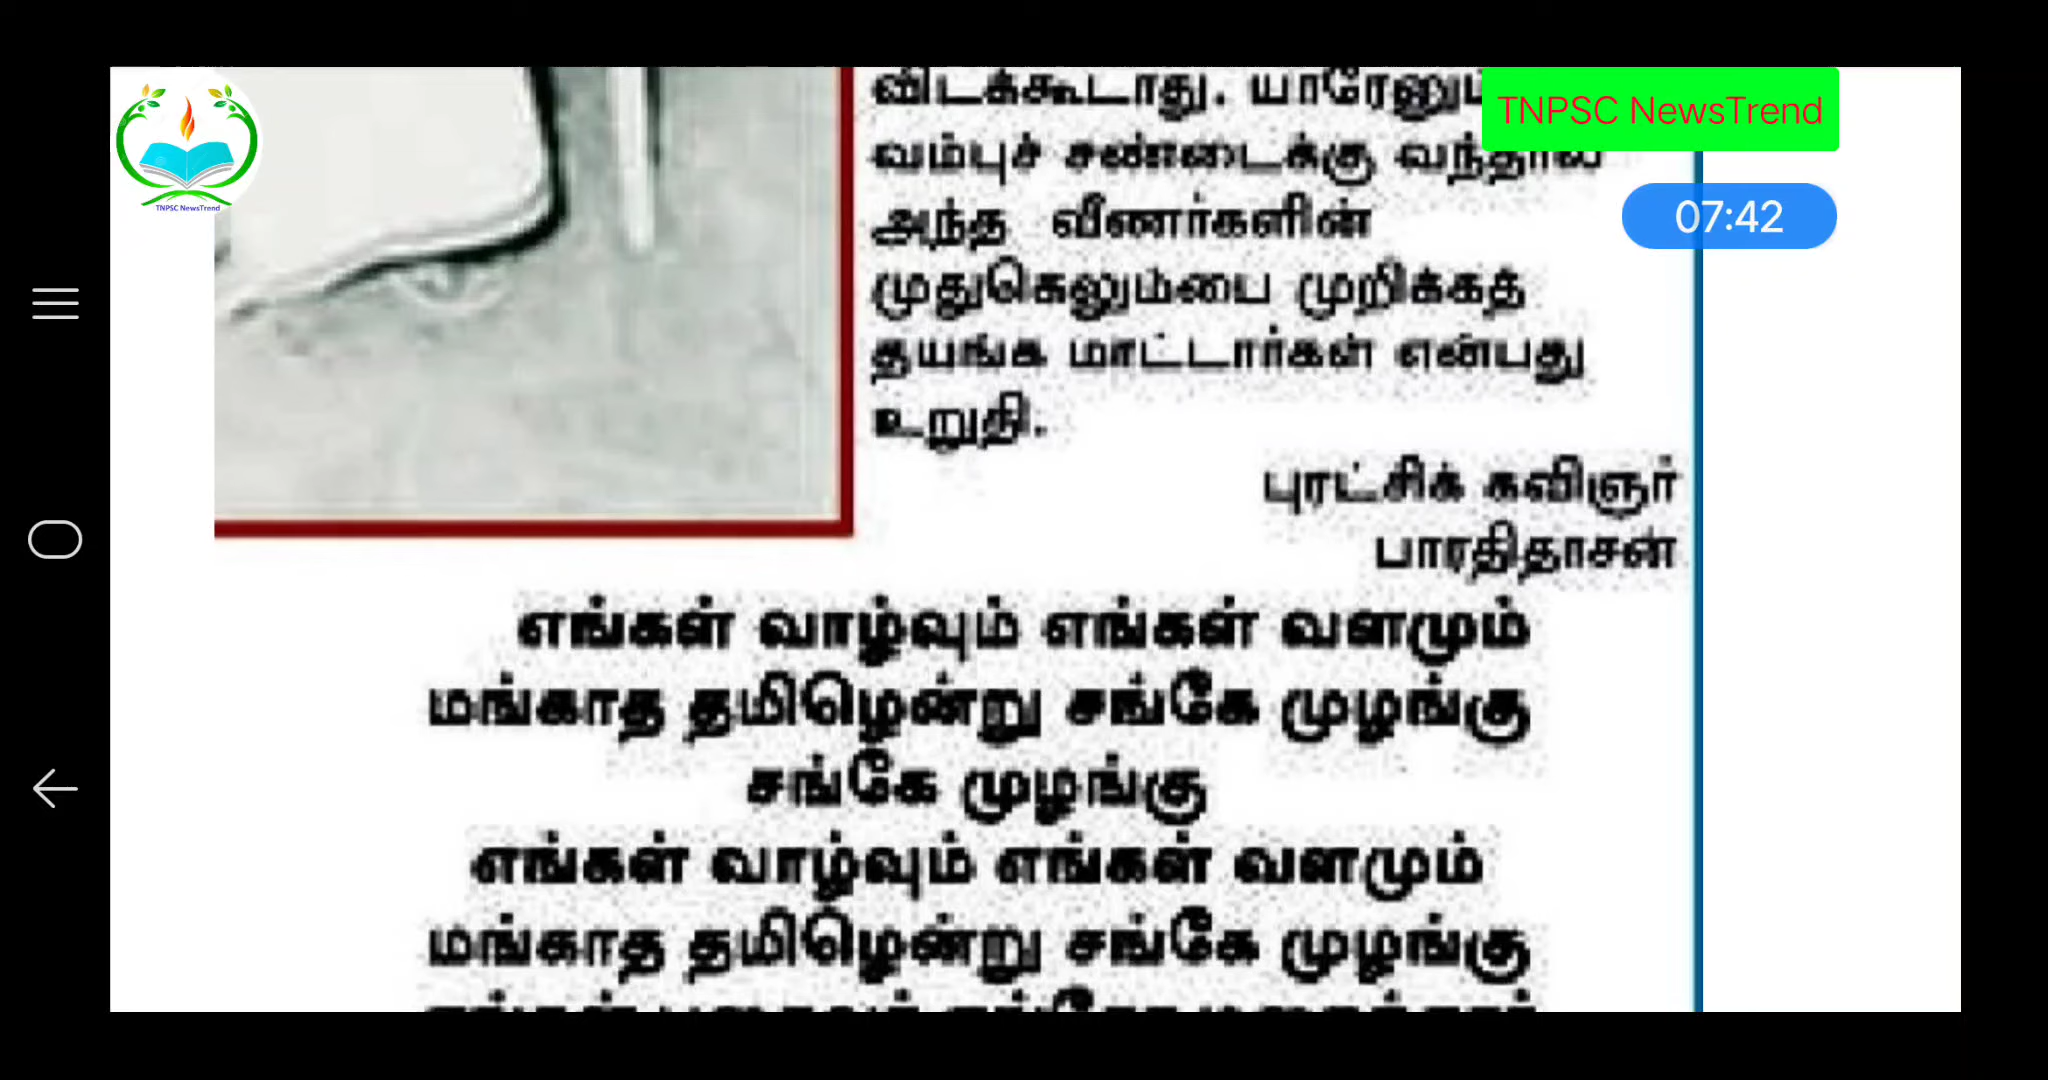 விடக்கூடாது. யாரேனும்
வம்புச் சண்டைக்கு வந்தால்
அந்த வீணர்களின்
முதுகெலும்பை முறிக்கத்
தயங்க மாட்டார்கள் என்பது
உறுதி.
புரட்சிக் கவிஞர்
பாரதிதாசன்
எங்கள் வாழ்வும் எங்கள் வளமும்
மங்காத தமிழென்று சங்கே முழங்கு
சங்கே முழங்கு
எங்கள் வாழ்வும் எங்கள் வளமும்
மங்காத தமிழென்று சங்கே முழங்கு
TNPSC NewsTrend
07:42
TNPSC NewsTrend